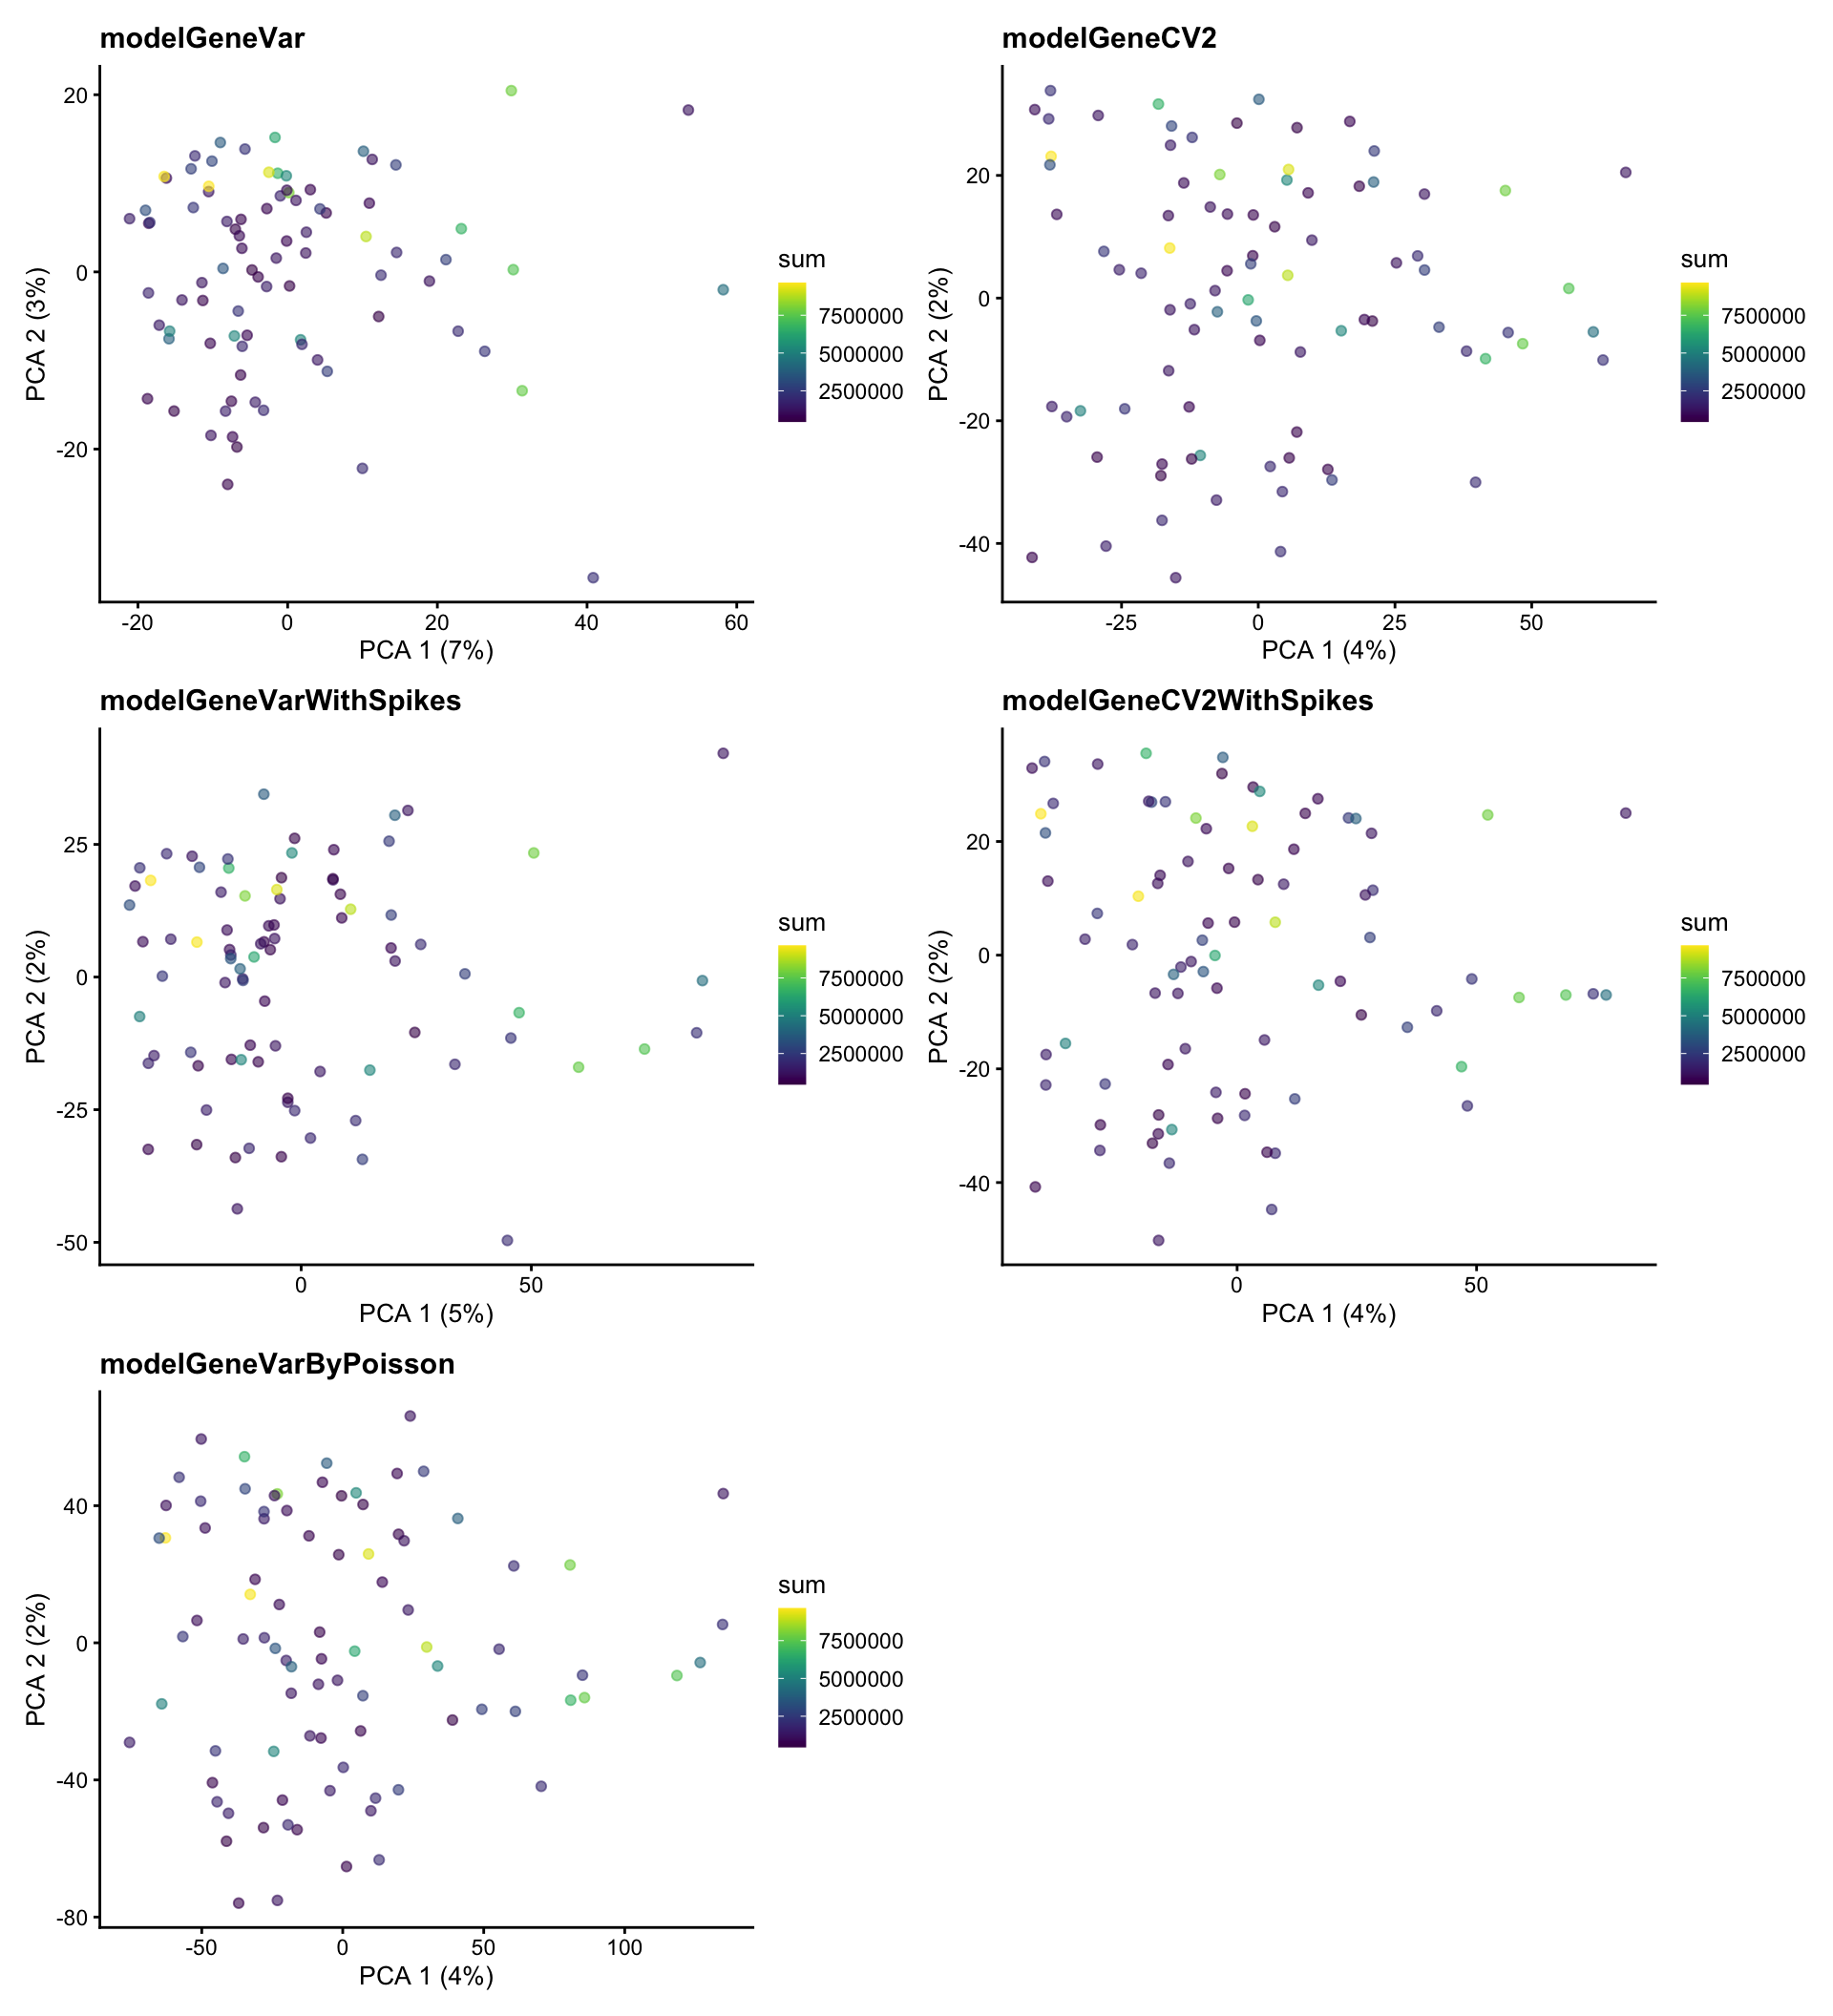 modelGeneVar
20
0
-20
PCA 2 (3%)
-20 0 20 40 60
PCA 1 (7%)
sum
7500000
5000000
2500000
modelGeneCV2
20
0
-20
-40
PCA 2 (2%)
-25 0 25 50
PCA 1 (4%)
sum
7500000
5000000
2500000
modelGeneVarWithSpikes
25
0
-25
-50
PCA 2 (2%)
0 50
PCA 1 (5%)
sum
7500000
5000000
2500000
modelGeneCV2WithSpikes
20
0
-20
-40
PCA 2 (2%)
0 50
PCA 1 (4%)
sum
7500000
5000000
2500000
modelGeneVarByPoisson
40
0
-40
-80
PCA 2 (2%)
-50 0 50 100
PCA 1 (4%)
sum
7500000
5000000
2500000